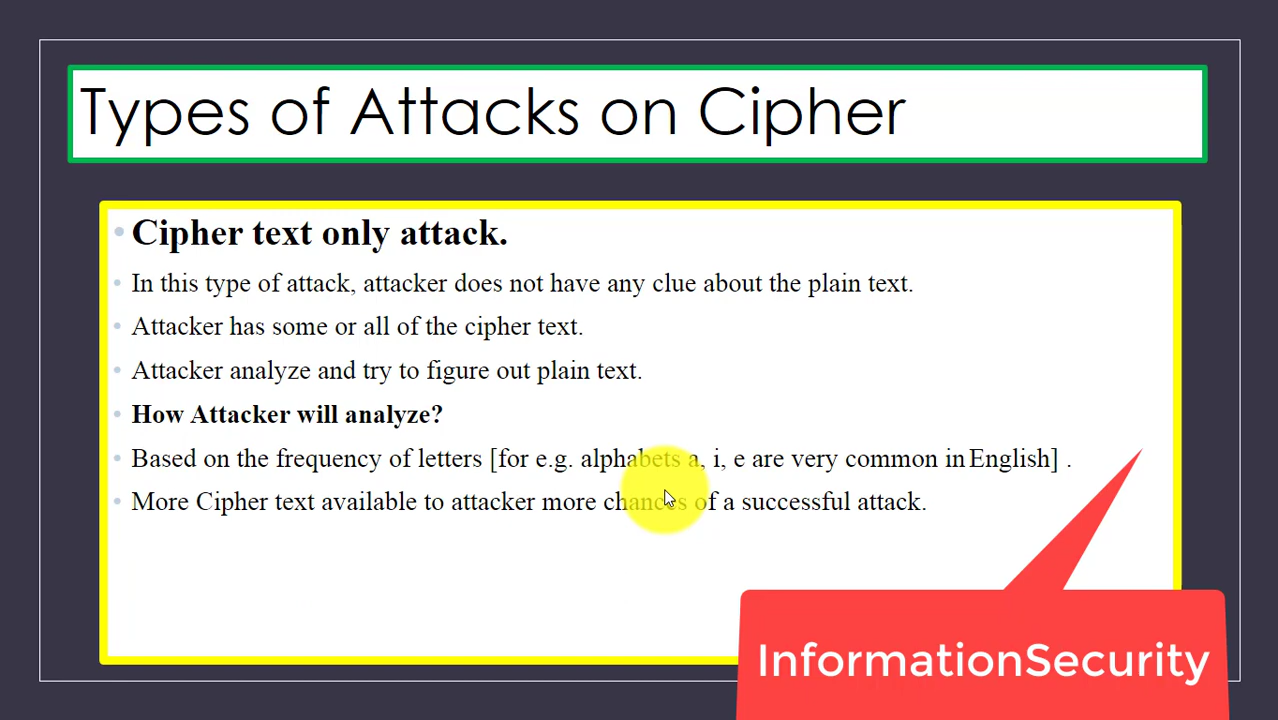 Types of Attacks on Cipher
Cipher text only attack.
In this type of attack, attacker does not have any clue about the plain text.
Attacker has some or all of the cipher text.
Attacker analyze and try to figure out plain text.
How Attacker will analyze?
Based on the frequency of letters [for e.g. alphabets a, i, e are very common in English] .
More Cipher text available to attacker more chances of a successful attack.
InformationSecurity